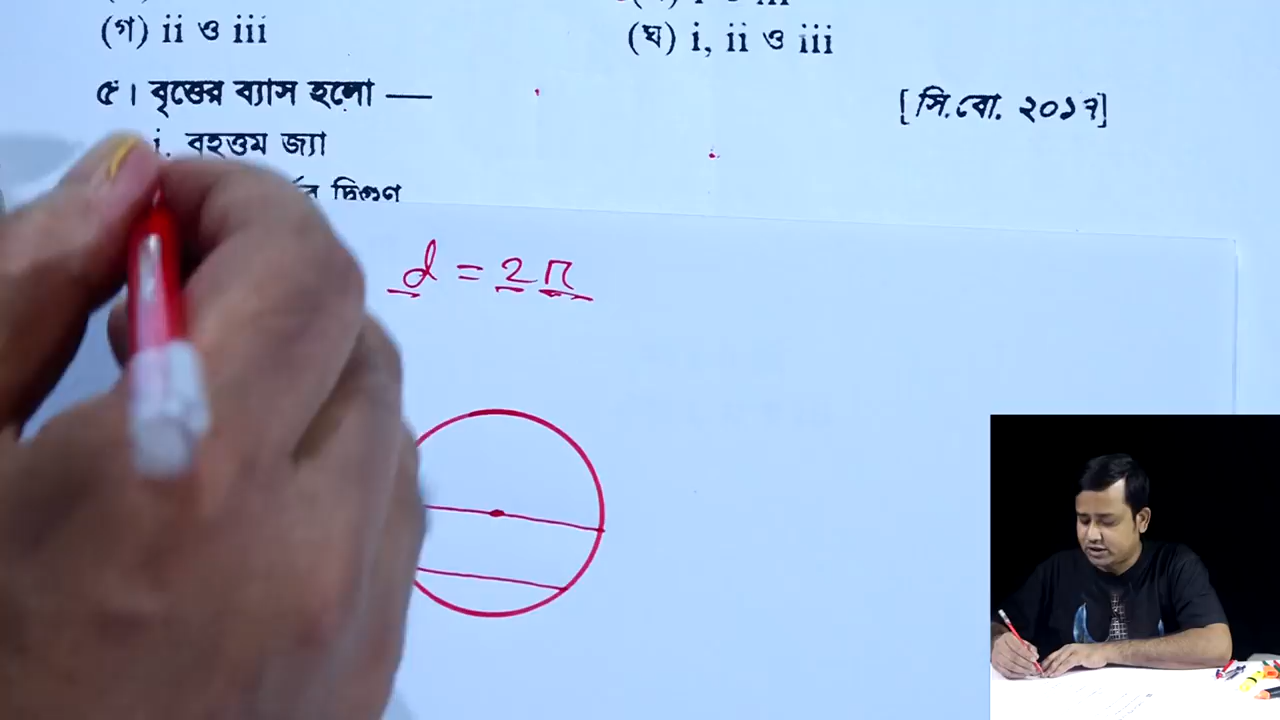 (গ) ii ও iii
(ঘ) i, ii ও iii
৫। বৃত্তের ব্যাস হলো —
[সি.বো. ২০১৭]
i. বৃহত্তম জ্যা
দ্বিগুণ
d = 2r